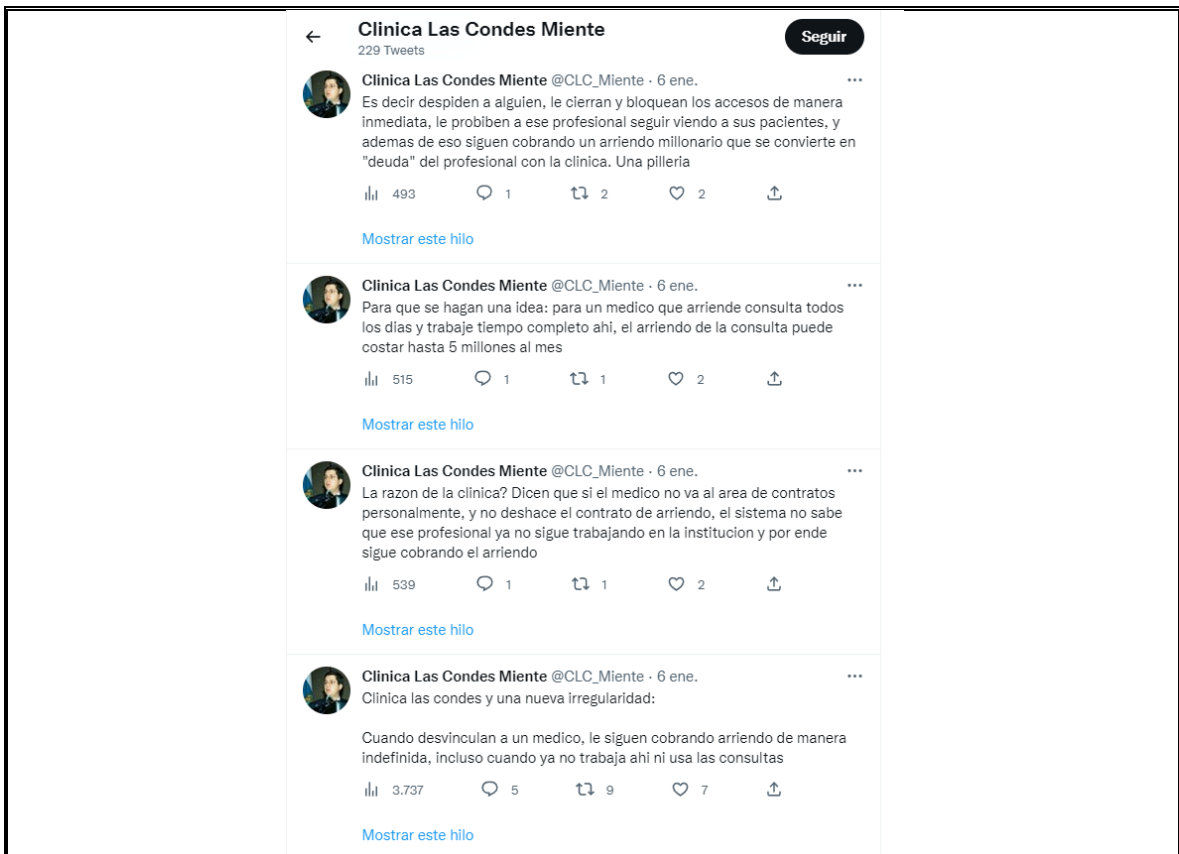 Clinica Las Condes Miente
229 Tweets
Seguir
Clinica Las Condes Miente @CLC_Miente · 6 ene.
Es decir despiden a alguien, le cierran y bloquean los accesos de manera
inmediata, le probiben a ese profesional seguir viendo a sus pacientes, y
ademas de eso siguen cobrando un arriendo millonario que se convierte en
"deuda" del profesional con la clinica. Una pilleria
493 1 2 2
Mostrar este hilo
Clinica Las Condes Miente @CLC_Miente · 6 ene.
Para que se hagan una idea: para un medico que arriende consulta todos
los dias y trabaje tiempo completo ahi, el arriendo de la consulta puede
costar hasta 5 millones al mes
515 1 1 2
Mostrar este hilo
Clinica Las Condes Miente @CLC_Miente · 6 ene.
La razon de la clinica? Dicen que si el medico no va al area de contratos
personalmente, y no deshace el contrato de arriendo, el sistema no sabe
que ese profesional ya no sigue trabajando en la institucion y por ende
sigue cobrando el arriendo
539 1 1 2
Mostrar este hilo
Clinica Las Condes Miente @CLC_Miente · 6 ene.
Clinica las condes y una nueva irregularidad:
Cuando desvinculan a un medico, le siguen cobrando arriendo de manera
indefinida, incluso cuando ya no trabaja ahi ni usa las consultas
3.737 5 9 7
Mostrar este hilo